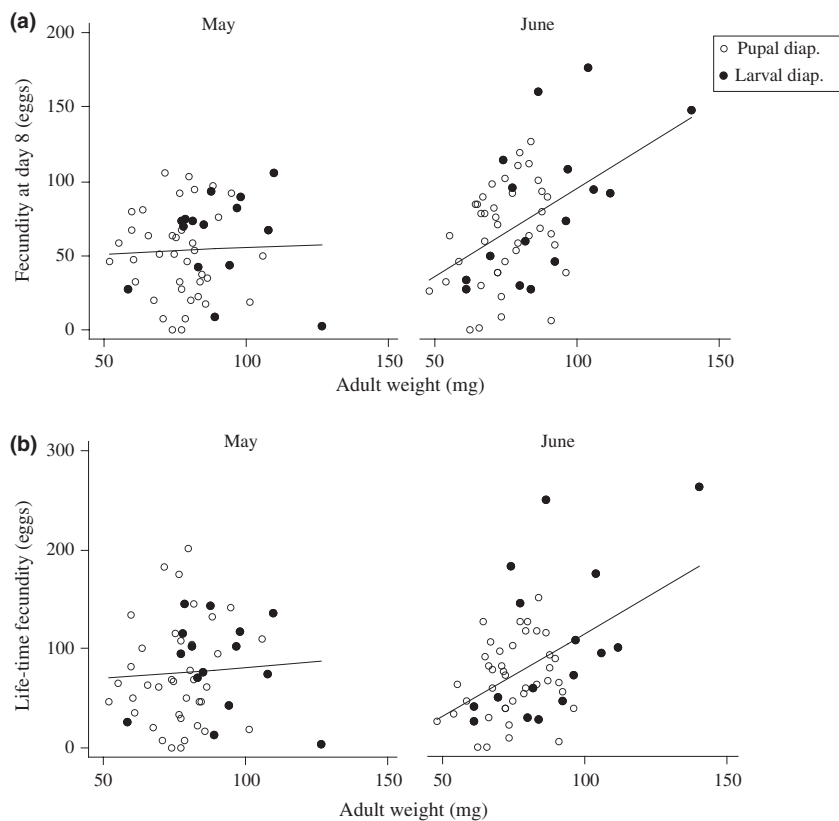 (a)
May
June
Pupal diap.
Larval diap.
Fecundity at day 8 (eggs)
200
150
100
50
0
50
100
150
50
100
150
Adult weight (mg)
(b)
May
June
Life-time fecundity (eggs)
300
200
100
0
50
100
150
50
100
150
Adult weight (mg)